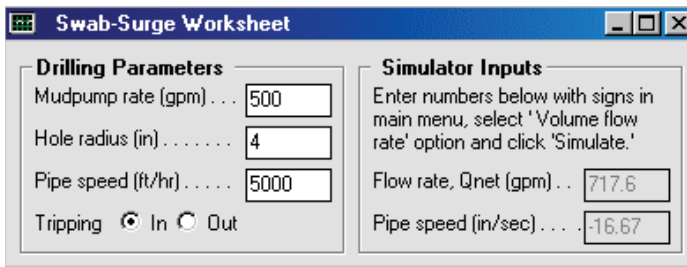 Swab-Surge Worksheet
Drilling Parameters
Mudpump rate (gpm) . . . 500
Hole radius (in) . . . . . . . 4
Pipe speed (ft/hr) . . . . . 5000
Tripping In Out
Simulator Inputs
Enter numbers below with signs in
main menu, select ' Volume flow
rate' option and click 'Simulate.'
Flow rate, Qnet (gpm) . . 717.6
Pipe speed (in/sec) . . . . -16.67